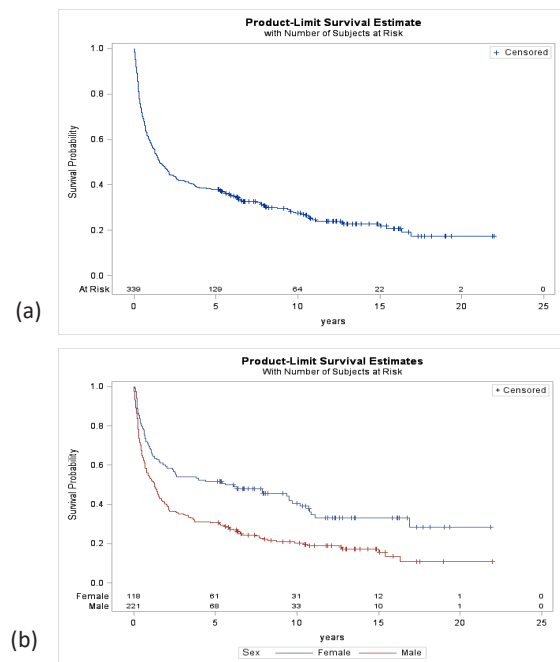 Product-Limit Survival Estimate
with Number of Subjects at Risk
+ Censored
1.0
0.8
0.6
0.4
0.2
0.0
Survival Probability
At Risk 339 129 64 22 2 0
0 5 10 15 20 25
years
(a)
Product-Limit Survival Estimates
With Number of Subjects at Risk
+ Censored
1.0
0.8
0.6
0.4
0.2
0.0
Survival Probability
Female 118 61 31 12 1 0
Male 221 68 33 10 1 0
0 5 10 15 20 25
years
Sex Female Male
(b)